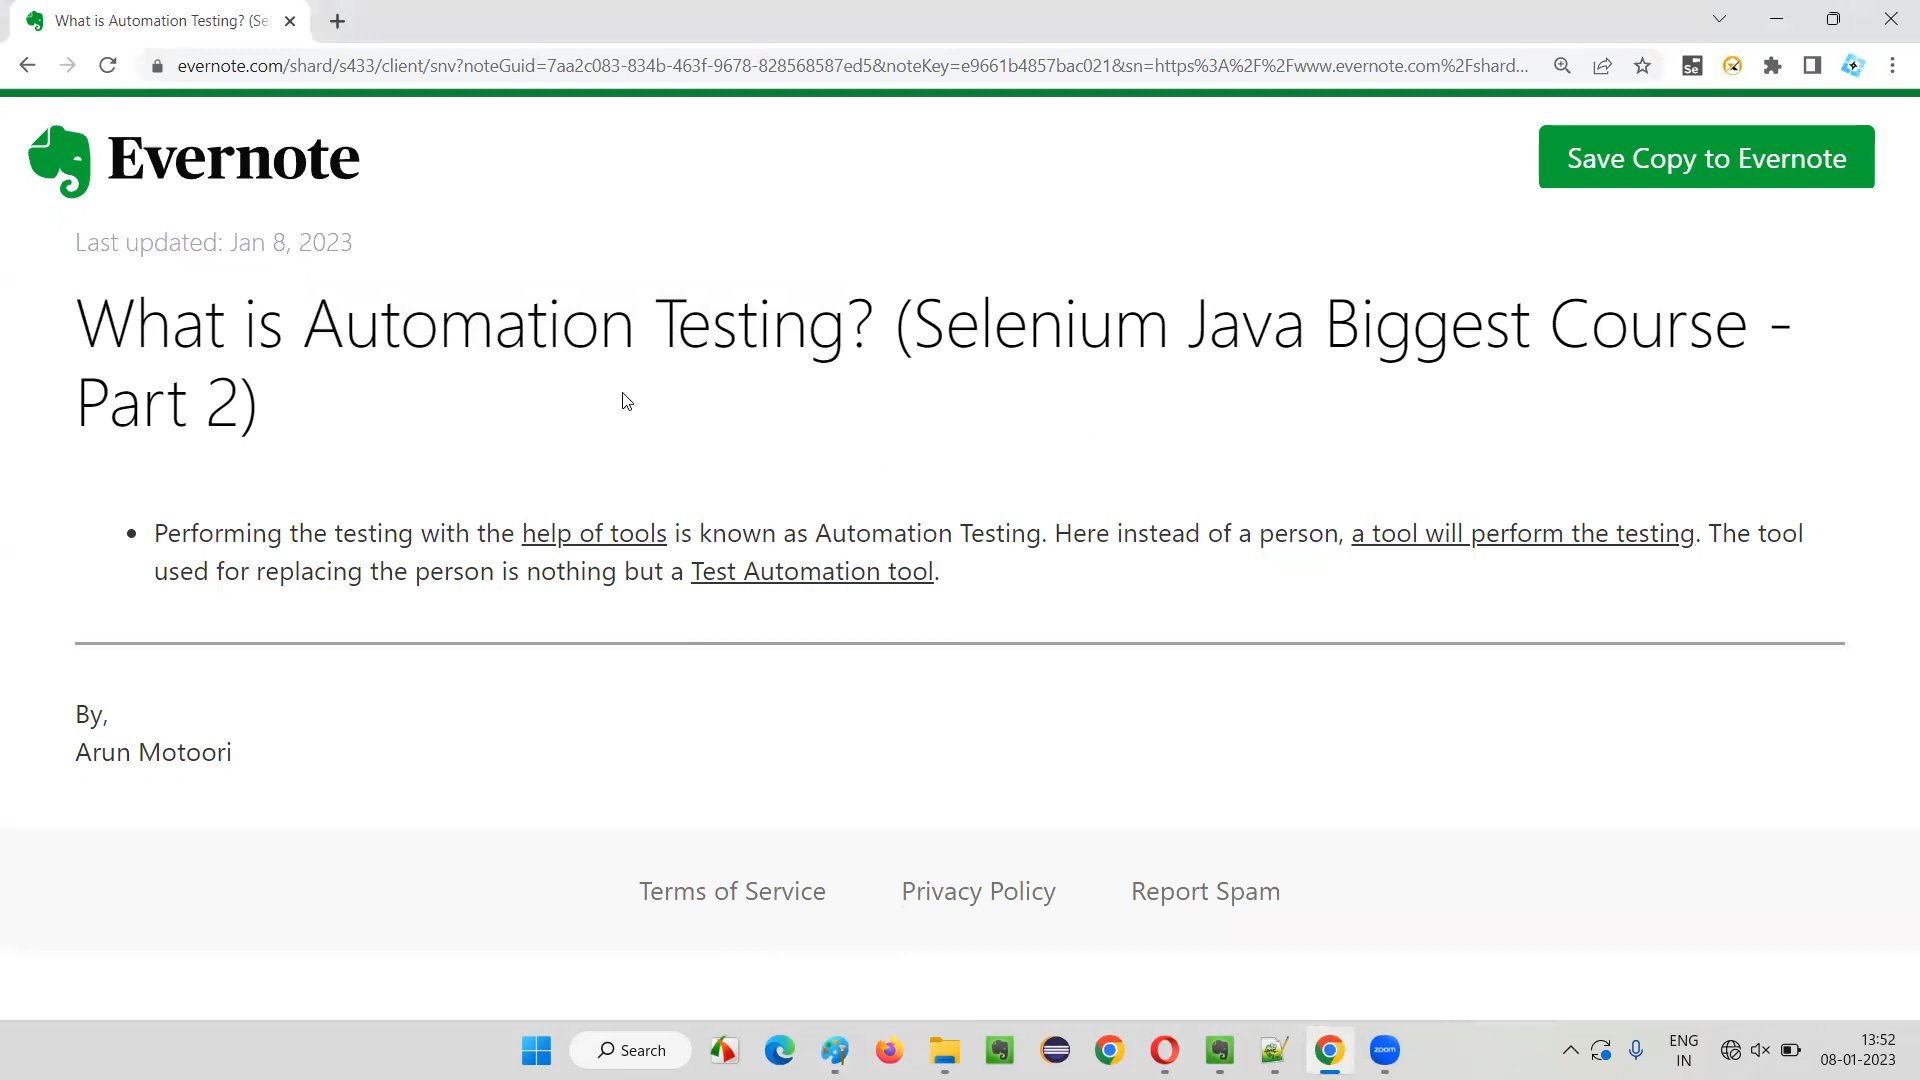 What is Automation Testing? (Se
evernote.com/shard/s433/client/snv?noteGuid=7aa2c083-834b-463f-9678-828568587ed5&noteKey=e9661b4857bac021&sn=https%3A%2F%2Fwww.evernote.com%2Fshard...
Se
Evernote
Save Copy to Evernote
Last updated: Jan 8, 2023
What is Automation Testing? (Selenium Java Biggest Course -
Part 2)
• Performing the testing with the help of tools is known as Automation Testing. Here instead of a person, a tool will perform the testing. The tool
used for replacing the person is nothing but a Test Automation tool.
By,
Arun Motoori
Terms of Service Privacy Policy Report Spam
Search
zoom
ENG
IN
13:52
08-01-2023